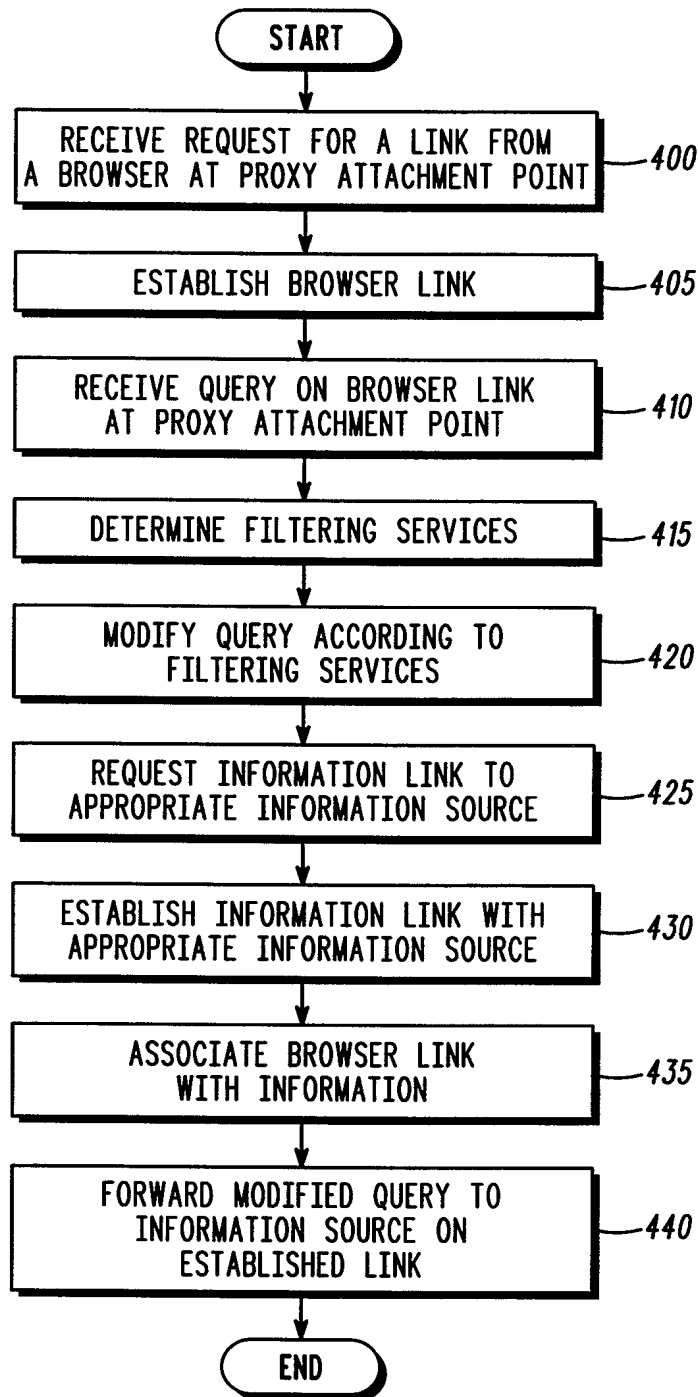 START
RECEIVE REQUEST FOR A LINK FROM
A BROWSER AT PROXY ATTACHMENT POINT
400
ESTABLISH BROWSER LINK
405
RECEIVE QUERY ON BROWSER LINK
AT PROXY ATTACHMENT POINT
410
DETERMINE FILTERING SERVICES
415
MODIFY QUERY ACCORDING TO
FILTERING SERVICES
420
REQUEST INFORMATION LINK TO
APPROPRIATE INFORMATION SOURCE
425
ESTABLISH INFORMATION LINK WITH
APPROPRIATE INFORMATION SOURCE
430
ASSOCIATE BROWSER LINK
WITH INFORMATION
435
FORWARD MODIFIED QUERY TO
INFORMATION SOURCE ON
ESTABLISHED LINK
440
END